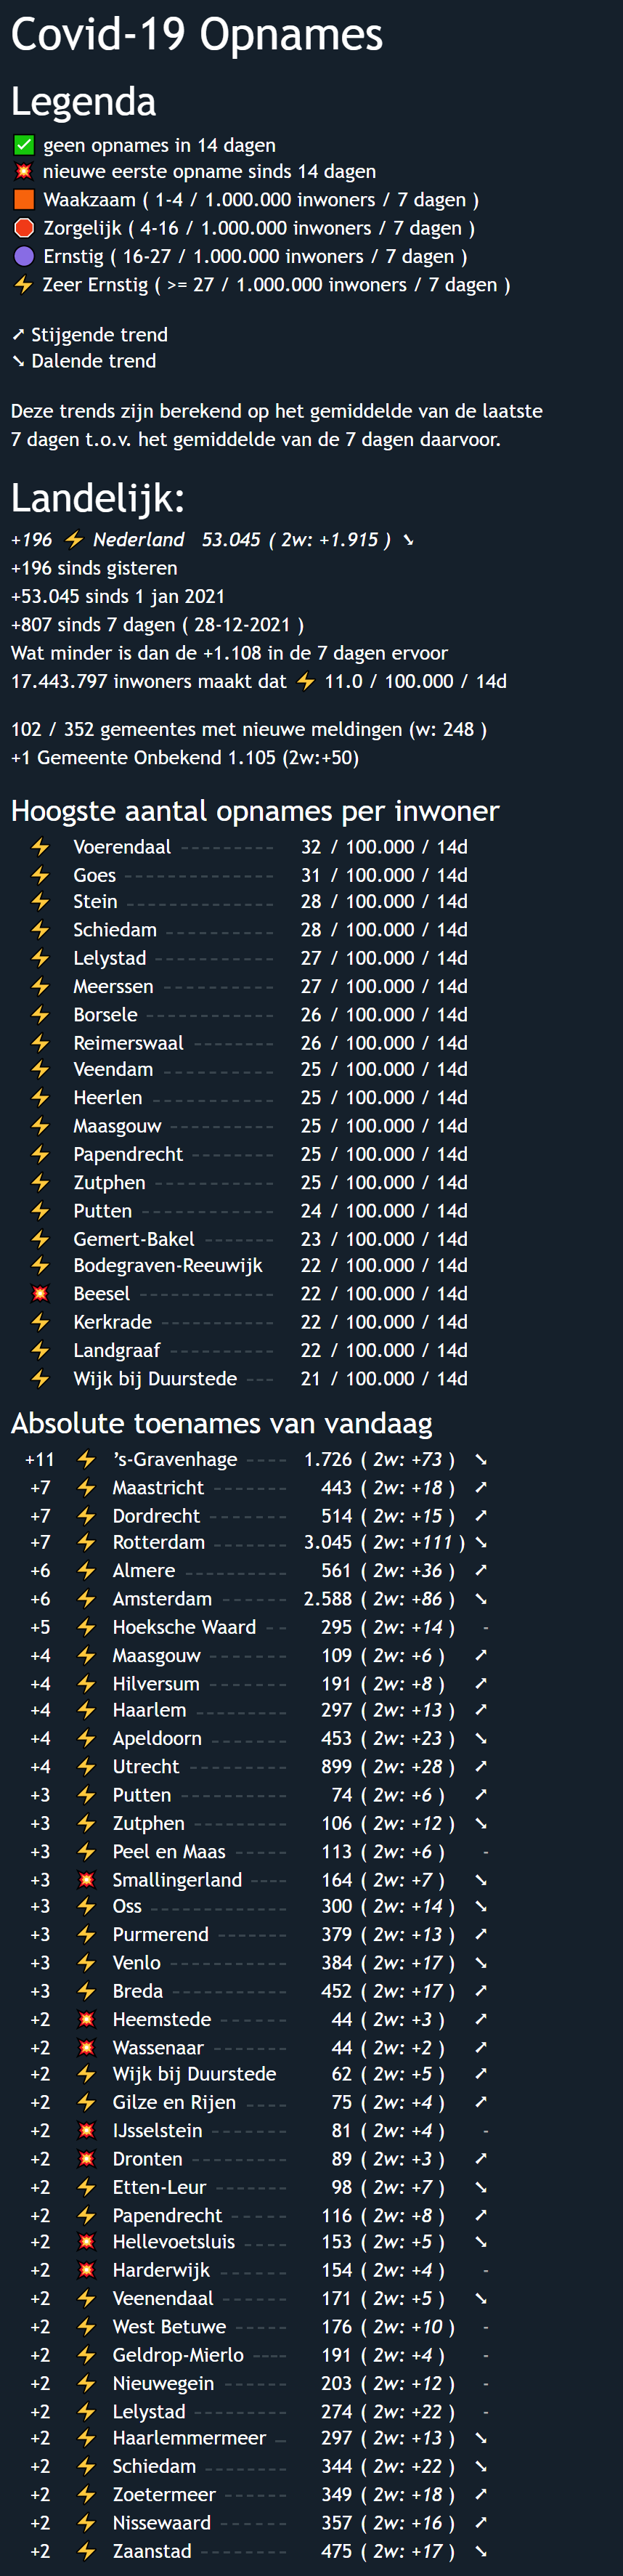 Covid-19 Opnames
Legenda
✅ geen opnames in 14 dagen
💥 nieuwe eerste opname sinds 14 dagen
🟧 Waakzaam ( 1-4 / 1.000.000 inwoners / 7 dagen )
🛑 Zorgelijk ( 4-16 / 1.000.000 inwoners / 7 dagen )
🟣 Ernstig ( 16-27 / 1.000.000 inwoners / 7 dagen )
⚡ Zeer Ernstig ( >= 27 / 1.000.000 inwoners / 7 dagen )
➚ Stijgende trend
➘ Dalende trend
Deze trends zijn berekend op het gemiddelde van de laatste
7 dagen t.o.v. het gemiddelde van de 7 dagen daarvoor.
Landelijk:
+196 ⚡ Nederland 53.045 ( 2w: +1.915 ) ➘
+196 sinds gisteren
+53.045 sinds 1 jan 2021
+807 sinds 7 dagen ( 28-12-2021 )
Wat minder is dan de +1.108 in de 7 dagen ervoor
17.443.797 inwoners maakt dat ⚡ 11.0 / 100.000 / 14d
102 / 352 gemeentes met nieuwe meldingen (w: 248 )
+1 Gemeente Onbekend 1.105 (2w:+50)
Hoogste aantal opnames per inwoner
⚡ Voerendaal --------- 32 / 100.000 / 14d
⚡ Goes -------------- 31 / 100.000 / 14d
⚡ Stein -------------- 28 / 100.000 / 14d
⚡ Schiedam ---------- 28 / 100.000 / 14d
⚡ Lelystad ----------- 27 / 100.000 / 14d
⚡ Meerssen ---------- 27 / 100.000 / 14d
⚡ Borsele ------------ 26 / 100.000 / 14d
⚡ Reimerswaal ------- 26 / 100.000 / 14d
⚡ Veendam ---------- 25 / 100.000 / 14d
⚡ Heerlen ----------- 25 / 100.000 / 14d
⚡ Maasgouw --------- 25 / 100.000 / 14d
⚡ Papendrecht -------- 25 / 100.000 / 14d
⚡ Zutphen ----------- 25 / 100.000 / 14d
⚡ Putten ------------ 24 / 100.000 / 14d
⚡ Gemert-Bakel ------ 23 / 100.000 / 14d
⚡ Bodegraven-Reeuwijk 22 / 100.000 / 14d
💥 Beesel ------------ 22 / 100.000 / 14d
⚡ Kerkrade ---------- 22 / 100.000 / 14d
⚡ Landgraaf --------- 22 / 100.000 / 14d
⚡ Wijk bij Duurstede --- 21 / 100.000 / 14d
Absolute toenames van vandaag
+11 ⚡ ’s-Gravenhage ---- 1.726 ( 2w: +73 ) ➘
+7 ⚡ Maastricht ------- 443 ( 2w: +18 ) ➚
+7 ⚡ Dordrecht ------- 514 ( 2w: +15 ) ➚
+7 ⚡ Rotterdam ------- 3.045 ( 2w: +111 ) ➘
+6 ⚡ Almere ---------- 561 ( 2w: +36 ) ➚
+6 ⚡ Amsterdam ------ 2.588 ( 2w: +86 ) ➘
+5 ⚡ Hoeksche Waard -- 295 ( 2w: +14 ) -
+4 ⚡ Maasgouw ------- 109 ( 2w: +6 ) ➚
+4 ⚡ Hilversum -------- 191 ( 2w: +8 ) ➚
+4 ⚡ Haarlem --------- 297 ( 2w: +13 ) ➚
+4 ⚡ Apeldoorn ------- 453 ( 2w: +23 ) ➘
+4 ⚡ Utrecht --------- 899 ( 2w: +28 ) ➚
+3 ⚡ Putten ---------- 74 ( 2w: +6 ) ➚
+3 ⚡ Zutphen --------- 106 ( 2w: +12 ) ➘
+3 ⚡ Peel en Maas ----- 113 ( 2w: +6 ) -
+3 💥 Smallingerland ---- 164 ( 2w: +7 ) ➘
+3 ⚡ Oss ------------- 300 ( 2w: +14 ) ➘
+3 ⚡ Purmerend ------- 379 ( 2w: +13 ) ➚
+3 ⚡ Venlo ----------- 384 ( 2w: +17 ) ➘
+3 ⚡ Breda ----------- 452 ( 2w: +17 ) ➚
+2 💥 Heemstede ------ 44 ( 2w: +3 ) ➚
+2 💥 Wassenaar ------- 44 ( 2w: +2 ) ➚
+2 ⚡ Wijk bij Duurstede 62 ( 2w: +5 ) ➚
+2 ⚡ Gilze en Rijen ---- 75 ( 2w: +4 ) ➚
+2 💥 IJsselstein -------- 81 ( 2w: +4 ) -
+2 💥 Dronten --------- 89 ( 2w: +3 ) ➚
+2 ⚡ Etten-Leur ------- 98 ( 2w: +7 ) ➘
+2 ⚡ Papendrecht ----- 116 ( 2w: +8 ) ➚
+2 💥 Hellevoetsluis ---- 153 ( 2w: +5 ) ➘
+2 💥 Harderwijk ------ 154 ( 2w: +4 ) -
+2 ⚡ Veenendaal ------ 171 ( 2w: +5 ) ➘
+2 ⚡ West Betuwe ----- 176 ( 2w: +10 ) -
+2 ⚡ Geldrop-Mierlo ---- 191 ( 2w: +4 ) -
+2 ⚡ Nieuwegein ------ 203 ( 2w: +12 ) -
+2 ⚡ Lelystad --------- 274 ( 2w: +22 ) -
+2 ⚡ Haarlemmermeer - 297 ( 2w: +13 ) ➘
+2 ⚡ Schiedam -------- 344 ( 2w: +22 ) ➘
+2 ⚡ Zoetermeer ------ 349 ( 2w: +18 ) ➚
+2 ⚡ Nissewaard ------ 357 ( 2w: +16 ) ➚
+2 ⚡ Zaanstad -------- 475 ( 2w: +17 ) ➘